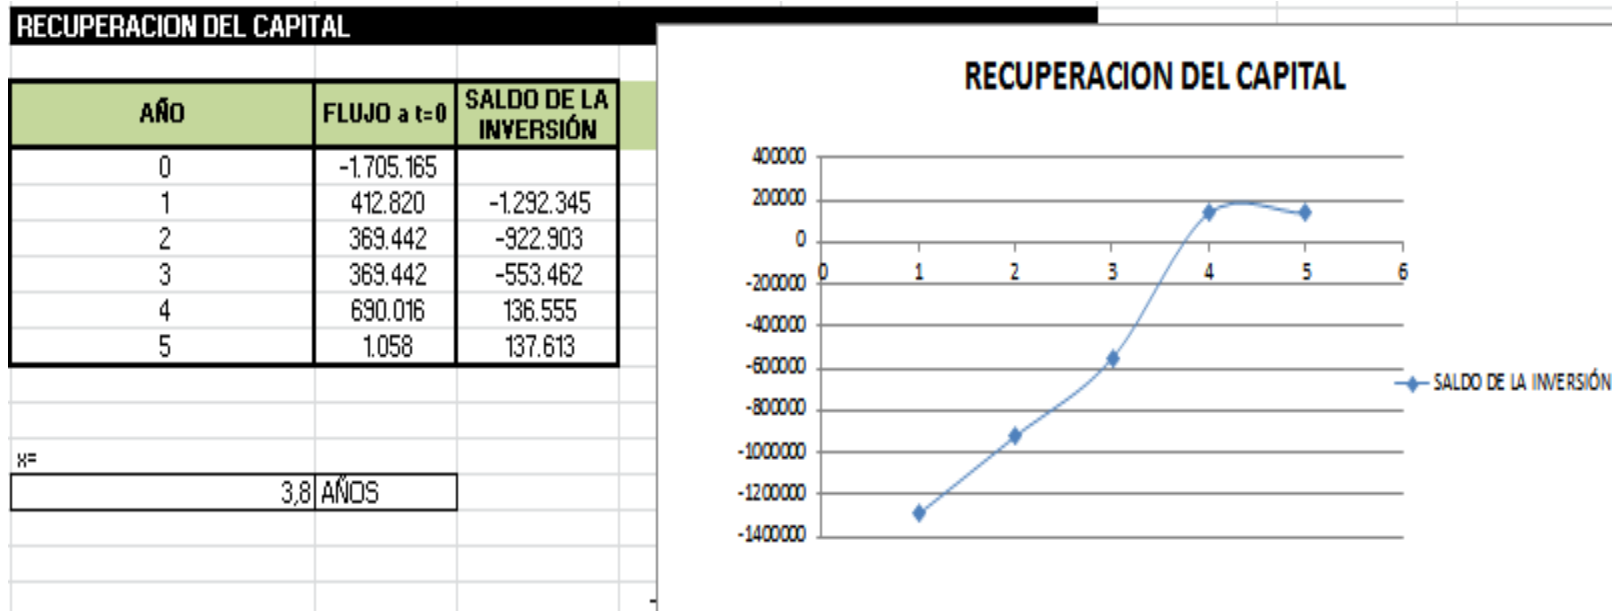 RECUPERACION DEL CAPITAL
AÑO FLUJO a t=0 SALDO DE LA INVERSIÓN
0 -1.705.165
1 412.820 -1.292.345
2 369.442 -922.903
3 369.442 -553.462
4 690.016 136.555
5 1.058 137.613
x=
3,8 AÑOS
RECUPERACION DEL CAPITAL
400000
200000
0
-200000
-400000
-600000
-800000
-1000000
-1200000
-1400000
0 1 2 3 4 5 6
SALDO DE LA INVERSIÓN